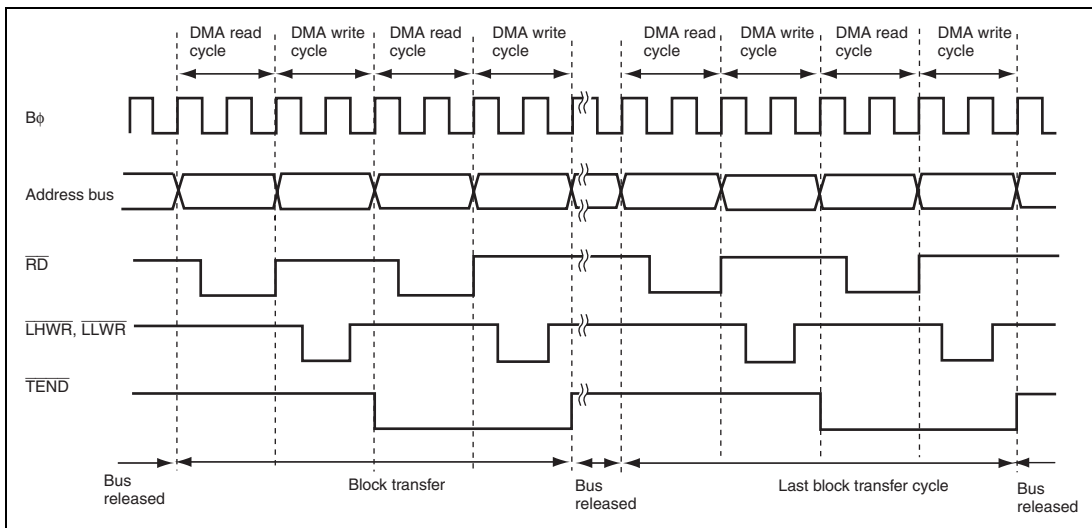 DMA read cycle
DMA write cycle
DMA read cycle
DMA write cycle
DMA read cycle
DMA write cycle
DMA read cycle
DMA write cycle
Bϕ
Address bus
RD
LHWR, LLWR
TEND
Bus released
Block transfer
Bus released
Last block transfer cycle
Bus released